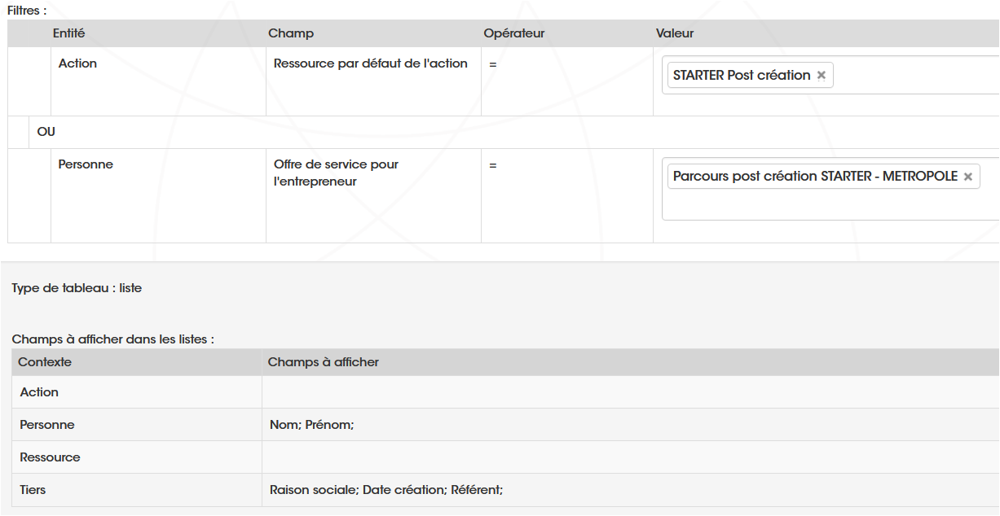 Filtres :
Entité Champ Opérateur Valeur
Action Ressource par défaut de l'action = STARTER Post création ×
OU
Personne Offre de service pour = Parcours post création STARTER - METROPOLE ×
l'entrepreneur
Type de tableau : liste
Champs à afficher dans les listes :
Contexte Champs à afficher
Action
Personne Nom; Prénom;
Ressource
Tiers Raison sociale; Date création; Référent;